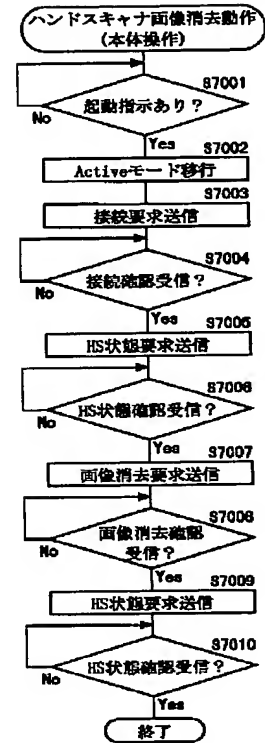 ハンドスキャナ画像消去動作
(本体操作)
S7001
起動指示あり？
No
Yes
S7002
Activeモード移行
S7003
接続要求送信
S7004
接続確認受信？
No
Yes
S7005
HS状態要求送信
S7006
HS状態確認受信？
No
Yes
S7007
画像消去要求送信
S7008
画像消去確認
受信？
No
Yes
S7009
HS状態要求送信
S7010
HS状態確認受信？
No
Yes
終了